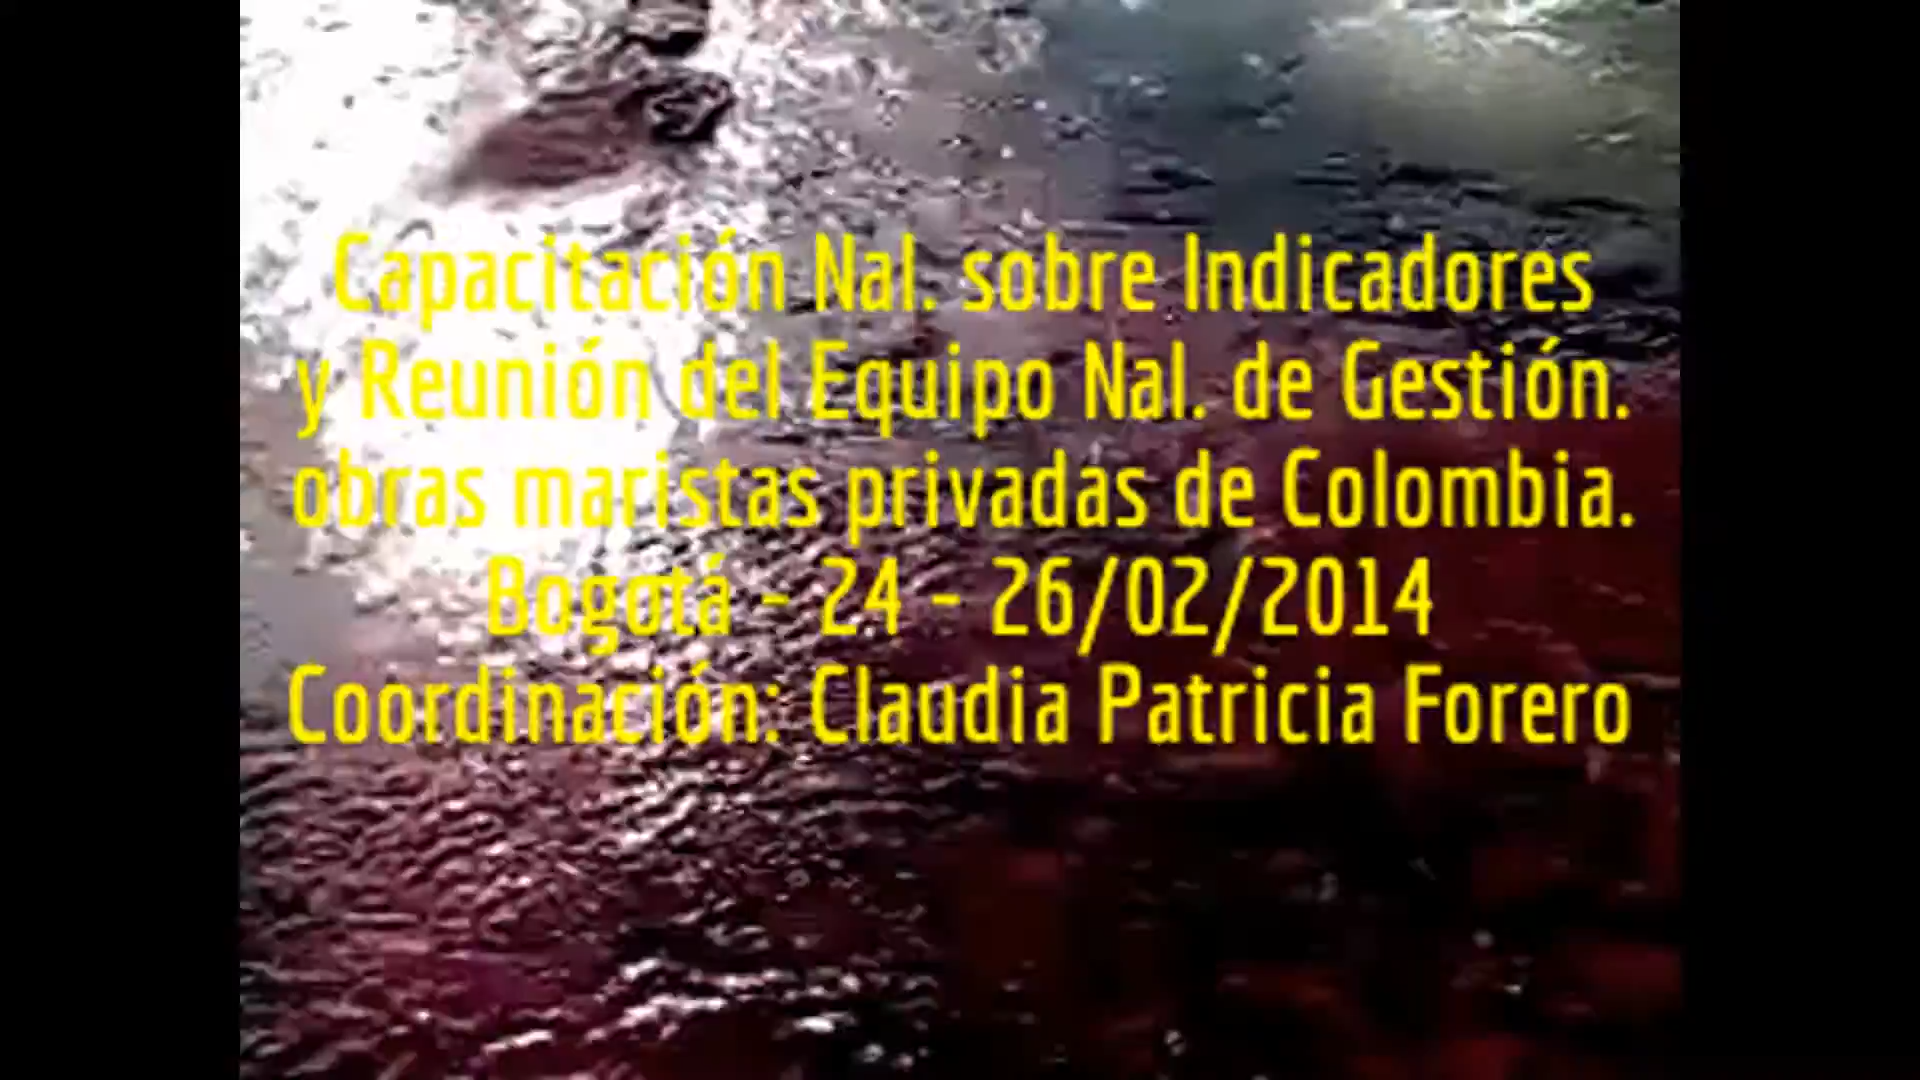 Capacitación Nal. sobre Indicadores
y Reunión del Equipo Nal. de Gestión.
obras maristas privadas de Colombia.
Bogotá - 24 - 26/02/2014
Coordinación: Claudia Patricia Forero